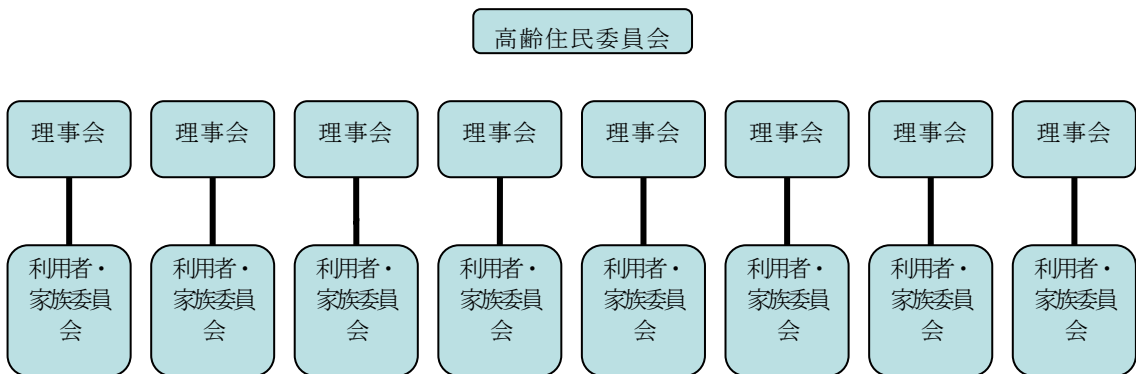 高齢住民委員会
理事会
理事会
理事会
理事会
理事会
理事会
理事会
理事会
利用者・
家族委員
会
利用者・
家族委員
会
利用者・
家族委員
会
利用者・
家族委員
会
利用者・
家族委員
会
利用者・
家族委員
会
利用者・
家族委員
会
利用者・
家族委員
会